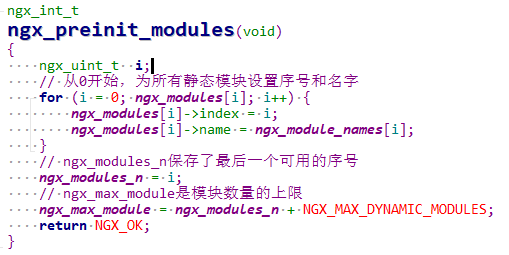 ngx_int_t
ngx_preinit_modules(void)
{
    ngx_uint_t  i;
    // 从0开始，为所有静态模块设置序号和名字
    for (i = 0; ngx_modules[i]; i++) {
        ngx_modules[i]->index = i;
        ngx_modules[i]->name = ngx_module_names[i];
    }
    // ngx_modules_n保存了最后一个可用的序号
    ngx_modules_n = i;
    // ngx_max_module是模块数量的上限
    ngx_max_module = ngx_modules_n + NGX_MAX_DYNAMIC_MODULES;
    return NGX_OK;
}